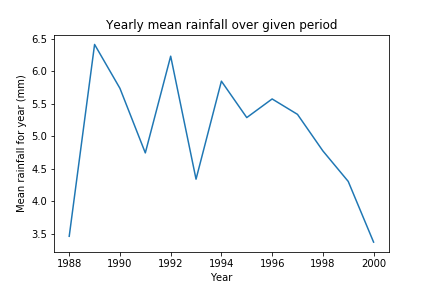 Yearly mean rainfall over given period
6.5
6.0
5.5
5.0
4.5
4.0
3.5
Mean rainfall for year (mm)
1988 1990 1992 1994 1996 1998 2000
Year